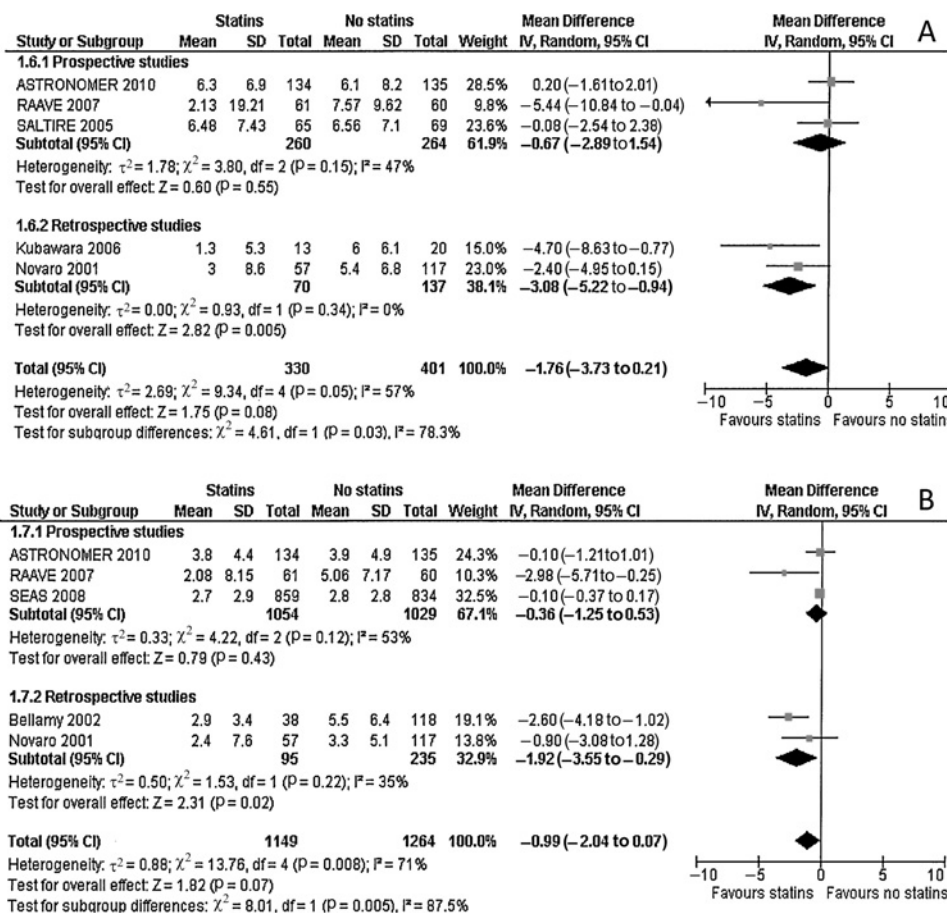 A
Statins No statins Mean Difference Mean Difference
Study or Subgroup Mean SD Total Mean SD Total Weight IV, Random, 95% CI IV, Random, 95% CI
1.6.1 Prospective studies
ASTRONOMER 2010 6.3 6.9 134 6.1 8.2 135 28.5% 0.20 (−1.61to2.01)
RAAVE 2007 2.13 19.21 61 7.57 9.62 60 9.8% −5.44 (−10.84 to −0.04)
SALTIRE 2005 6.48 7.43 65 6.56 7.1 69 23.6% −0.08 (−2.54 to 2.38)
Subtotal (95% CI) 260 264 61.9% −0.67 (−2.89to1.54)
Heterogeneity: τ² = 1.78; χ² = 3.80, df = 2 (P = 0.15); I² = 47%
Test for overall effect: Z = 0.60 (P = 0.55)
1.6.2 Retrospective studies
Kubawara 2006 1.3 5.3 13 6 6.1 20 15.0% −4.70 (−8.63to−0.77)
Novaro 2001 3 8.6 57 5.4 6.8 117 23.0% −2.40 (−4.95to0.15)
Subtotal (95% CI) 70 137 38.1% −3.08 (−5.22 to−0.94)
Heterogeneity: τ² = 0.00; χ² = 0.93, df = 1 (P = 0.34); I² = 0%
Test for overall effect: Z = 2.82 (P = 0.005)
Total (95% CI) 330 401 100.0% −1.76 (−3.73to0.21)
Heterogeneity: τ² = 2.69; χ² = 9.34, df = 4 (P = 0.05); I² = 57%
Test for overall effect: Z = 1.75 (P = 0.08)
Test for subgroup differences: χ² = 4.61, df = 1 (P = 0.03), I² = 78.3%
−10 −5 0 5 10
Favours statins Favours no statins
B
Statins No statins Mean Difference Mean Difference
Study or Subgroup Mean SD Total Mean SD Total Weight IV, Random, 95% CI IV, Random, 95% CI
1.7.1 Prospective studies
ASTRONOMER 2010 3.8 4.4 134 3.9 4.9 135 24.3% −0.10 (−1.21to1.01)
RAAVE 2007 2.08 8.15 61 5.06 7.17 60 10.3% −2.98 (−5.71to−0.25)
SEAS 2008 2.7 2.9 859 2.8 2.8 834 32.5% −0.10 (−0.37 to 0.17)
Subtotal (95% CI) 1054 1029 67.1% −0.36 (−1.25 to 0.53)
Heterogeneity: τ² = 0.33; χ² = 4.22, df = 2 (P = 0.12); I² = 53%
Test for overall effect: Z = 0.79 (P = 0.43)
1.7.2 Retrospective studies
Bellamy 2002 2.9 3.4 38 5.5 6.4 118 19.1% −2.60 (−4.18 to −1.02)
Novaro 2001 2.4 7.6 57 3.3 5.1 117 13.8% −0.90 (−3.08to1.28)
Subtotal (95% CI) 95 235 32.9% −1.92 (−3.55 to −0.29)
Heterogeneity: τ² = 0.50; χ² = 1.53, df = 1 (P = 0.22); I² = 35%
Test for overall effect: Z = 2.31 (P = 0.02)
Total (95% CI) 1149 1264 100.0% −0.99 (−2.04 to 0.07)
Heterogeneity: τ² = 0.88; χ² = 13.76, df = 4 (P = 0.008); I² = 71%
Test for overall effect: Z = 1.82 (P = 0.07)
Test for subgroup differences: χ² = 8.01, df = 1 (P = 0.005), I² = 87.5%
−10 −5 0 5 10
Favours statins Favours no statins